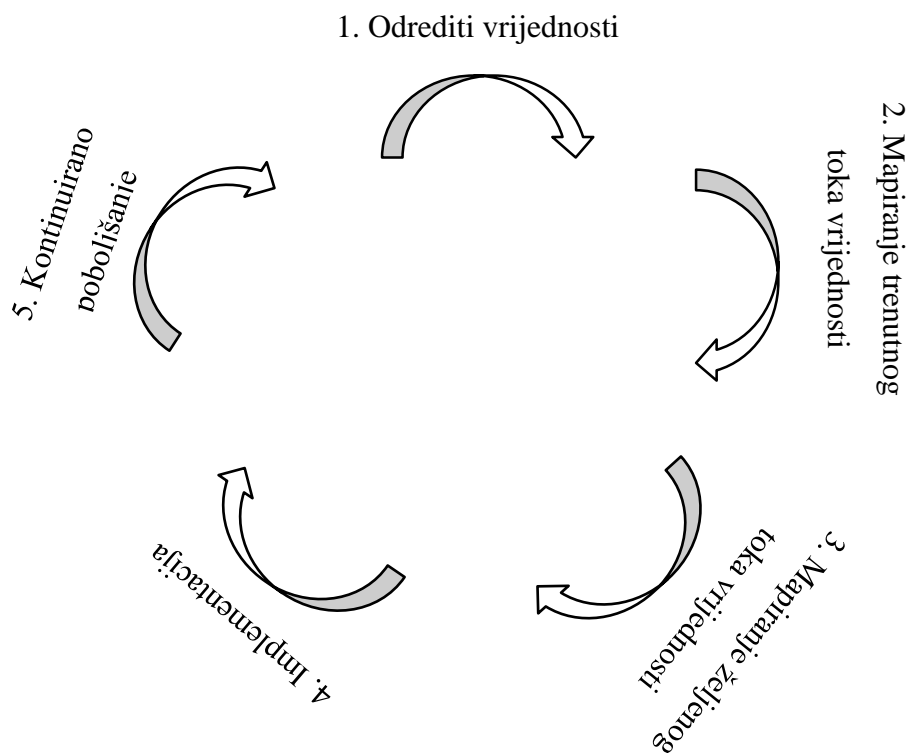 1. Odrediti vrijednosti
2. Mapiranje trenutnog
toka vrijednosti
3. Mapiranje željenog
toka vrijednosti
4. Implementacija
5. Kontinuirano
poboljšanje